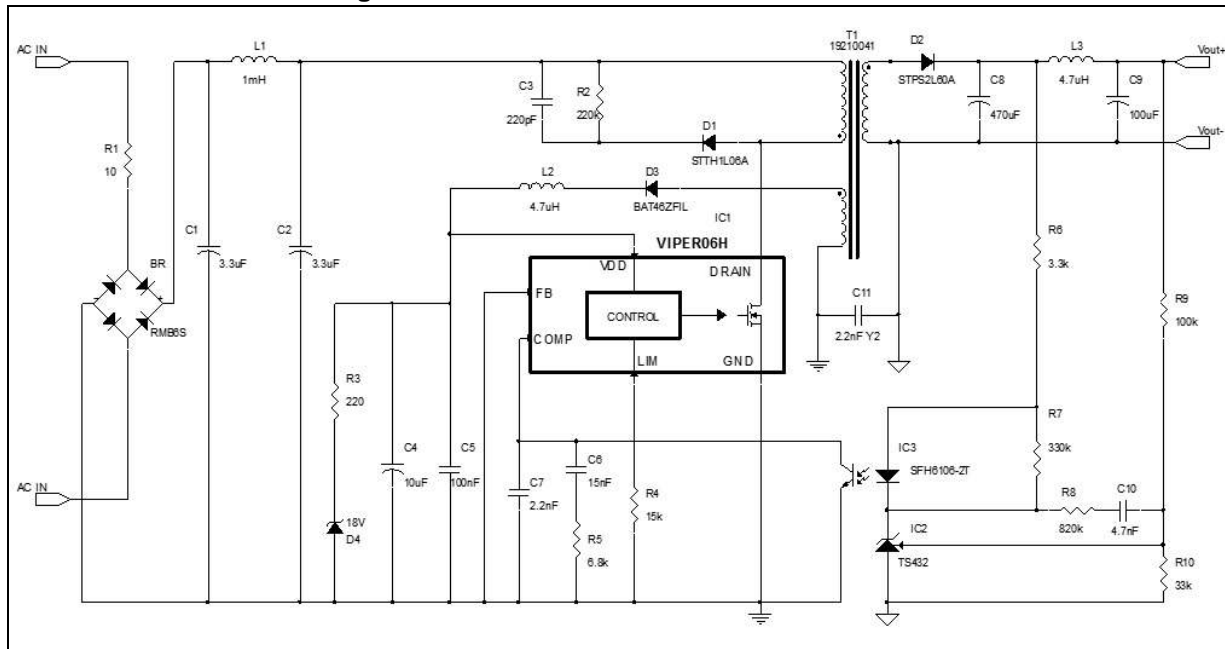 AC IN
L1
1mH
C3
220pF
R2
220k
D1
STTH1L06A
T1
19210041
D2
STPS2L60A
L3
4.7uH
C8
470uF
C9
100uF
Vout+
Vout-
R1
10
L2
4.7uH
D3
BAT46ZFIL
IC1
VIPER06H
C1
3.3uF
C2
3.3uF
BR
RMB6S
-
+
VDD
DRAIN
FB
CONTROL
COMP
LIM
GND
C11
2.2nF Y2
R6
3.3k
R9
100k
R3
220
C4
10uF
C5
100nF
C7
2.2nF
C6
15nF
R4
15k
R5
6.8k
18V
D4
IC3
SFH6106-2T
R7
330k
R8
820k
C10
4.7nF
IC2
TS432
R10
33k
AC IN